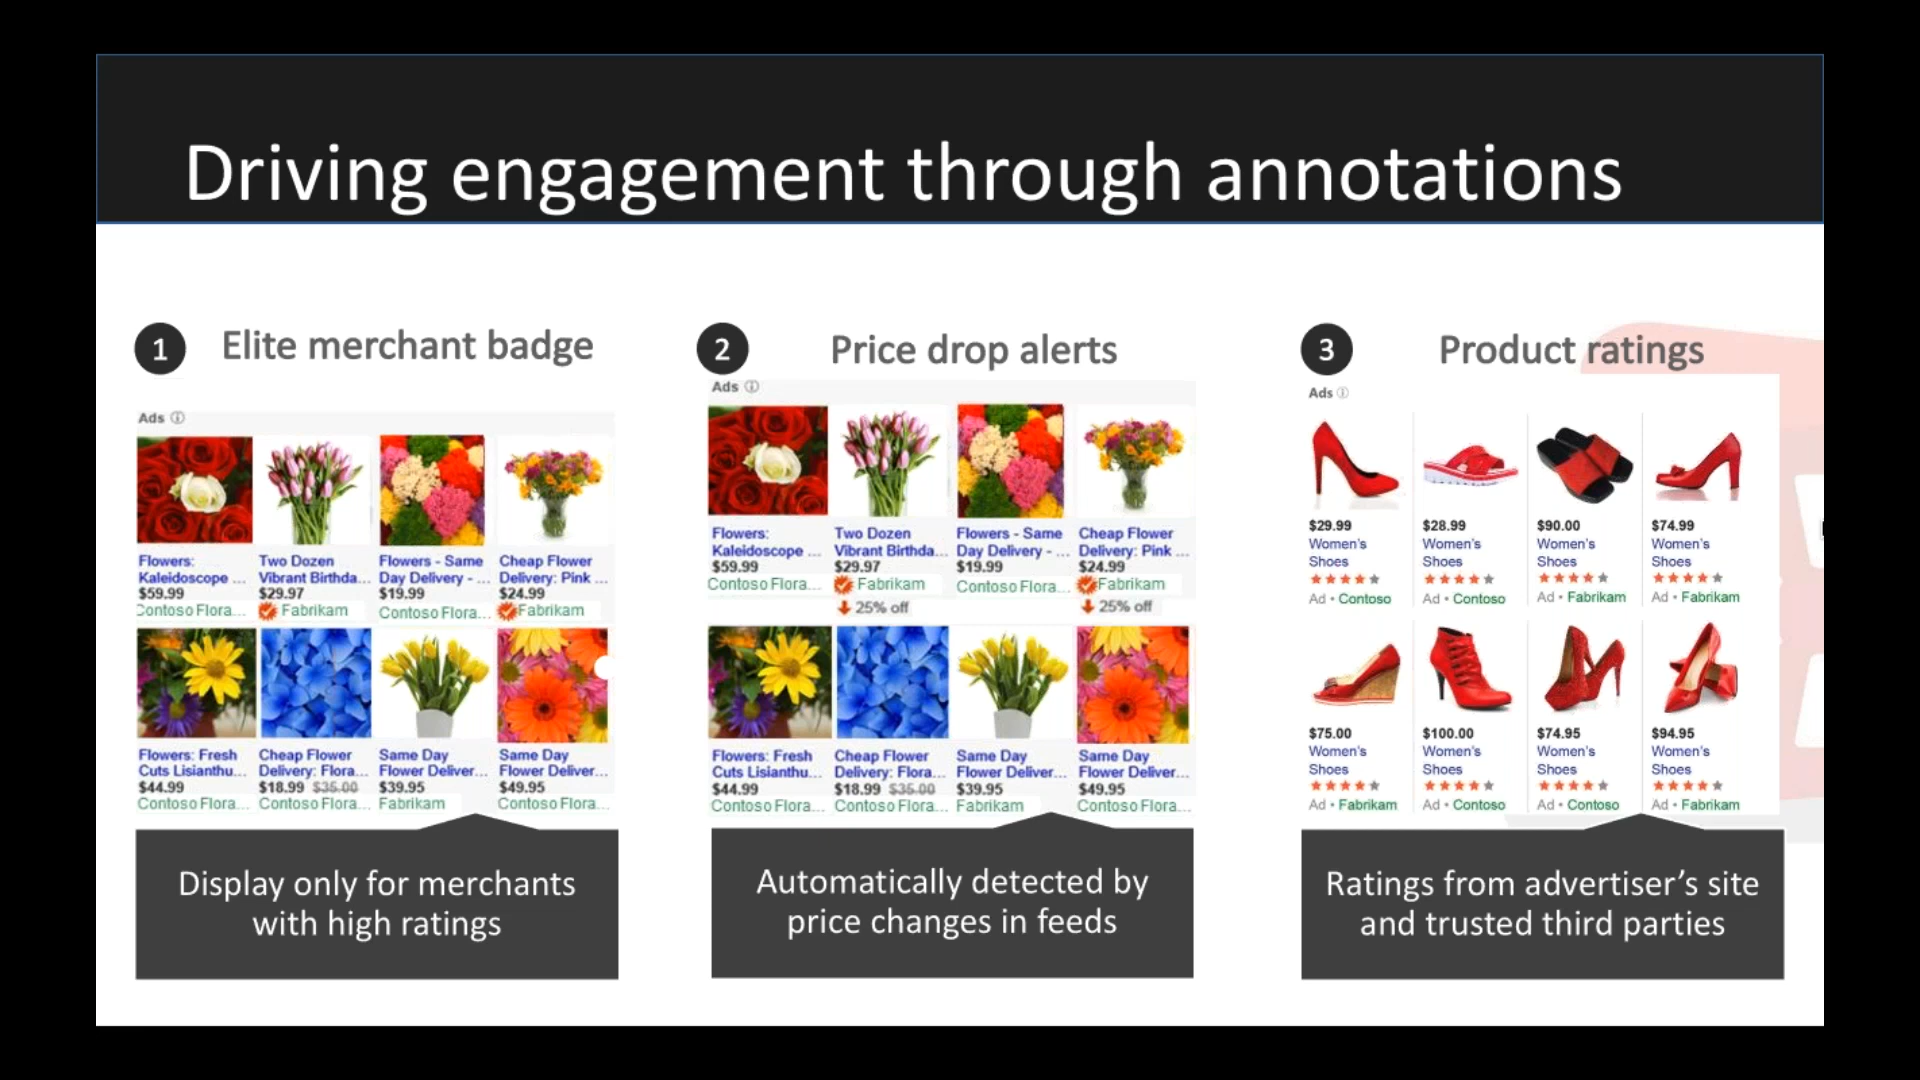 Driving engagement through annotations
1 Elite merchant badge
Ads
Flowers: Kaleidoscope ...
$59.99
Contoso Flora...
Two Dozen Vibrant Birthda...
$29.97
Fabrikam
Flowers - Same Day Delivery - ...
$19.99
Contoso Flora...
Cheap Flower Delivery: Pink ...
$24.99
Fabrikam
Flowers: Fresh Cuts Lisianthu...
$44.99
Contoso Flora...
Cheap Flower Delivery: Flora...
$18.99 $35.00
Contoso Flora...
Same Day Flower Deliver...
$39.95
Fabrikam
Same Day Flower Deliver...
$49.95
Contoso Flora...
Display only for merchants
with high ratings
2 Price drop alerts
Ads
Flowers: Kaleidoscope ...
$59.99
Contoso Flora...
Two Dozen Vibrant Birthda...
$29.97
Fabrikam
25% off
Flowers - Same Day Delivery - ...
$19.99
Contoso Flora...
Cheap Flower Delivery: Pink ...
$24.99
Fabrikam
25% off
Flowers: Fresh Cuts Lisianthu...
$44.99
Contoso Flora...
Cheap Flower Delivery: Flora...
$18.99 $35.00
Contoso Flora...
Same Day Flower Deliver...
$39.95
Fabrikam
Same Day Flower Deliver...
$49.95
Contoso Flora...
Automatically detected by
price changes in feeds
3 Product ratings
Ads
$29.99
Women's
Shoes
Ad • Contoso
$28.99
Women's
Shoes
Ad • Contoso
$90.00
Women's
Shoes
Ad • Fabrikam
$74.99
Women's
Shoes
Ad • Fabrikam
$75.00
Women's
Shoes
Ad • Fabrikam
$100.00
Women's
Shoes
Ad • Contoso
$74.95
Women's
Shoes
Ad • Contoso
$94.95
Women's
Shoes
Ad • Fabrikam
Ratings from advertiser's site
and trusted third parties